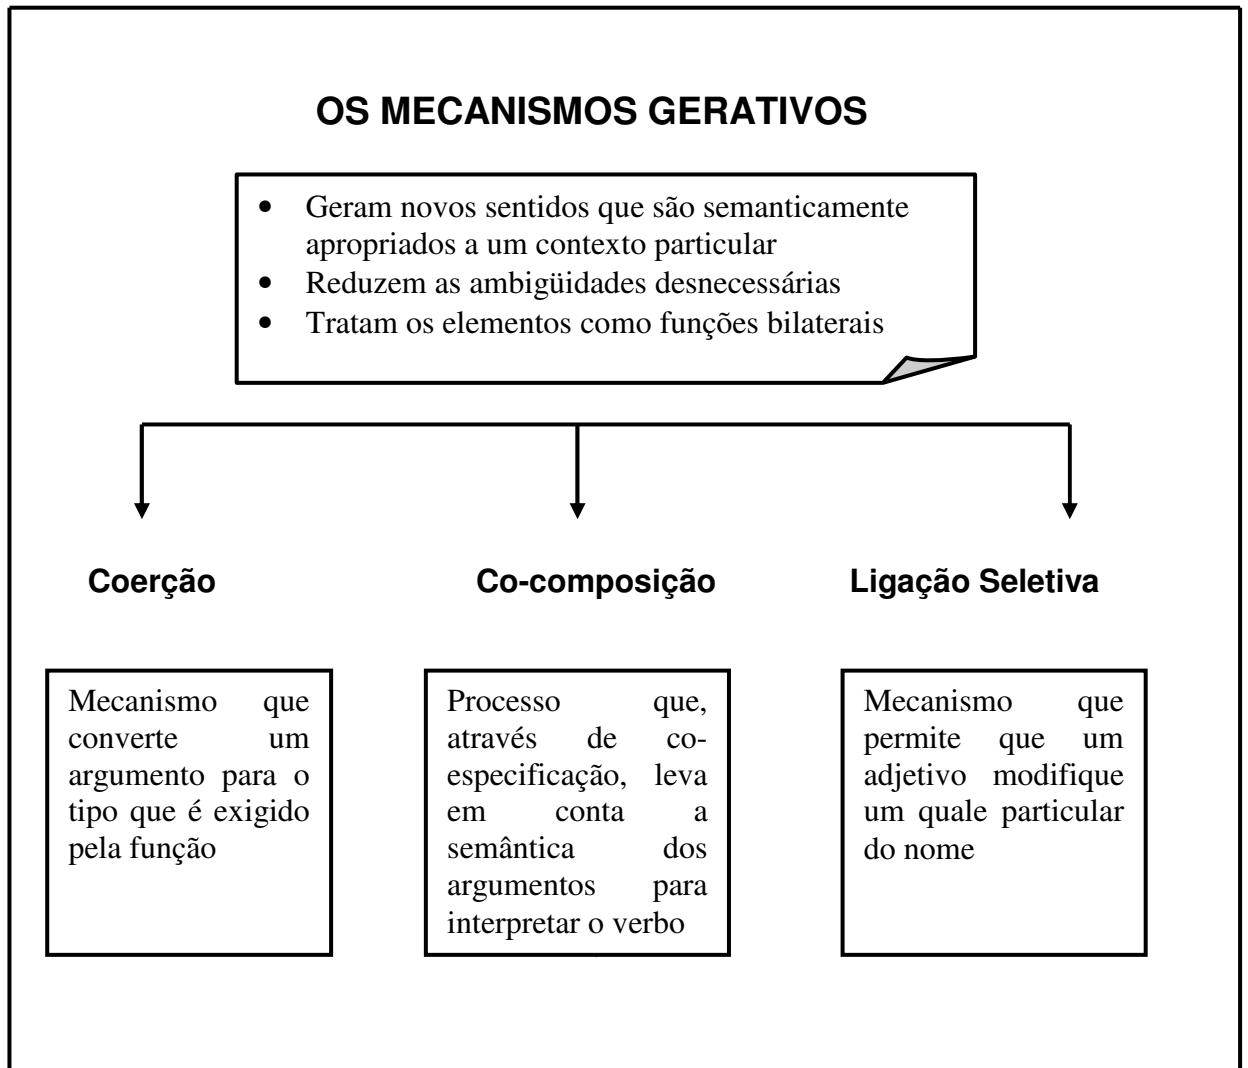 OS MECANISMOS GERATIVOS
• Geram novos sentidos que são semanticamente
apropriados a um contexto particular
• Reduzem as ambigüidades desnecessárias
• Tratam os elementos como funções bilaterais
Coerção
Co-composição
Ligação Seletiva
Mecanismo que
converte um
argumento para o
tipo que é exigido
pela função
Processo que,
através de co-
especificação, leva
em conta a
semântica dos
argumentos para
interpretar o verbo
Mecanismo que
permite que um
adjetivo modifique
um quale particular
do nome